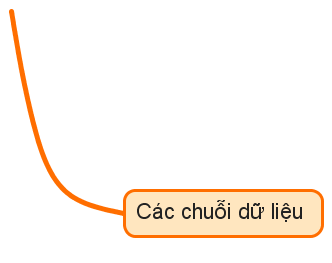 Các chuỗi dữ liệu